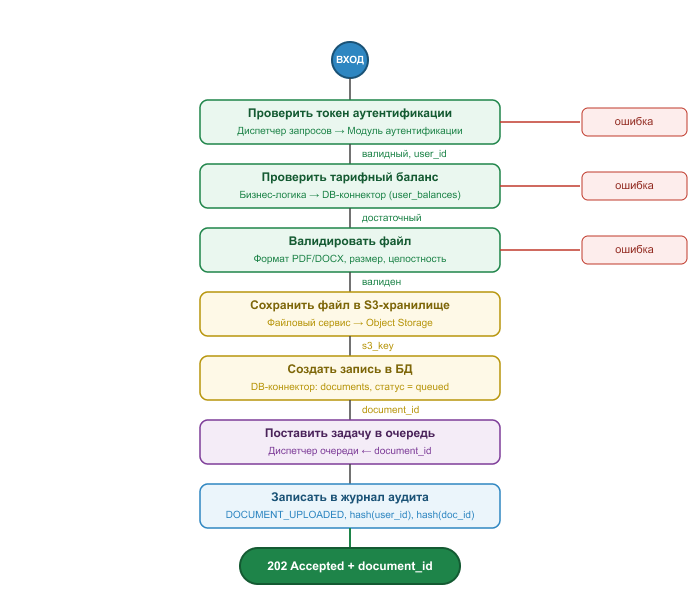 ВХОД
Проверить токен аутентификации
Диспетчер запросов → Модуль аутентификации
ошибка
валидный, user_id
Проверить тарифный баланс
Бизнес-логика → DB-коннектор (user_balances)
ошибка
достаточный
Валидировать файл
Формат PDF/DOCX, размер, целостность
ошибка
валиден
Сохранить файл в S3-хранилище
Файловый сервис → Object Storage
s3_key
Создать запись в БД
DB-коннектор: documents, статус = queued
document_id
Поставить задачу в очередь
Диспетчер очереди ← document_id
Записать в журнал аудита
DOCUMENT_UPLOADED, hash(user_id), hash(doc_id)
202 Accepted + document_id